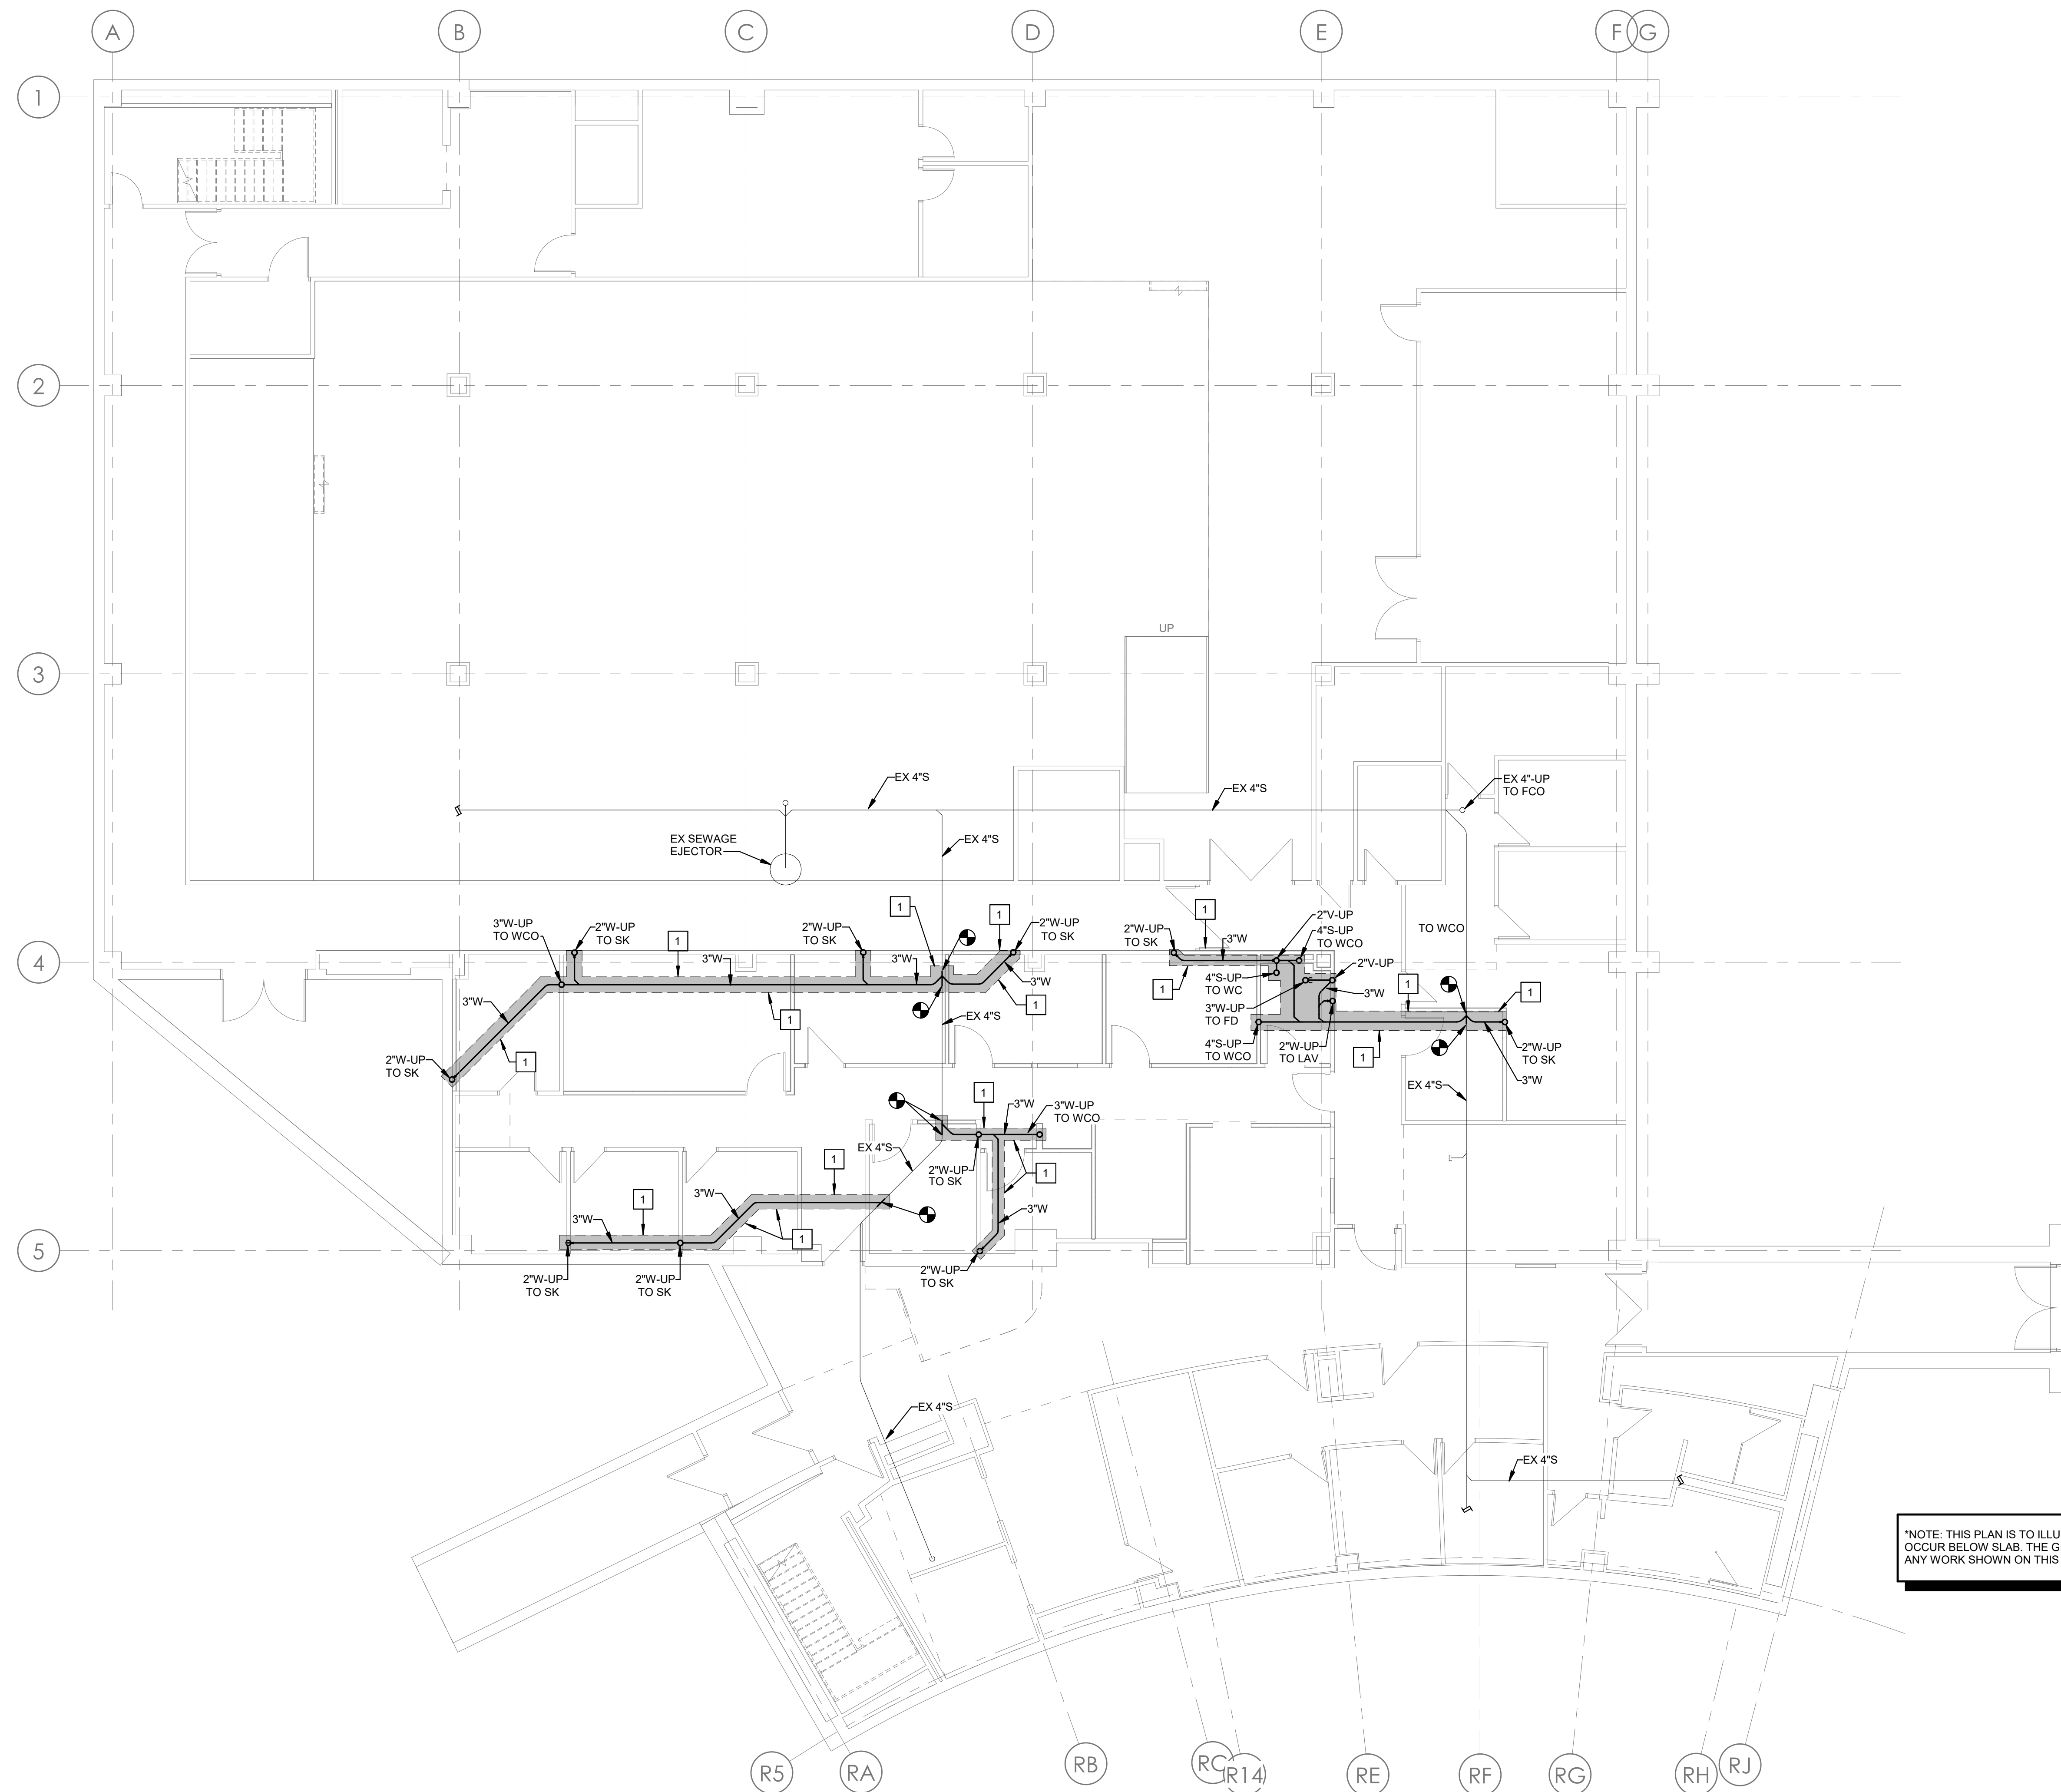 A
B
C
D
E
F
G
1
2
3
UP
EX 4"S
EX 4"S
EX 4"-UP
TO FCO
EX SEWAGE
EJECTOR
EX 4"S
4
3"W-UP
TO WCO
2"W-UP
TO SK
1
2"W-UP
TO SK
1
1
2"W-UP
TO SK
2"W-UP
TO SK
1
3"W
2"V-UP
4"S-UP
TO WCO
TO WCO
3"W
3"W
3"W
1
4"S-UP
TO WC
2"V-UP
3"W
1
1
3"W
3"W-UP
TO FD
1
1
EX 4"S
4"S-UP
TO WCO
2"W-UP
TO LAV
1
2"W-UP
TO SK
2"W-UP
TO SK
1
3"W
EX 4"S
1
3"W
3"W-UP
TO WCO
EX 4"S
1
2"W-UP
TO SK
1
1
3"W
3"W
3"W
1
5
2"W-UP
TO SK
2"W-UP
TO SK
2"W-UP
TO SK
EX 4"S
EX 4"S
*NOTE: THIS PLAN IS TO ILLU
OCCUR BELOW SLAB. THE G
ANY WORK SHOWN ON THIS
R5
RA
RB
RC
R14
RE
RF
RG
RH
RJ